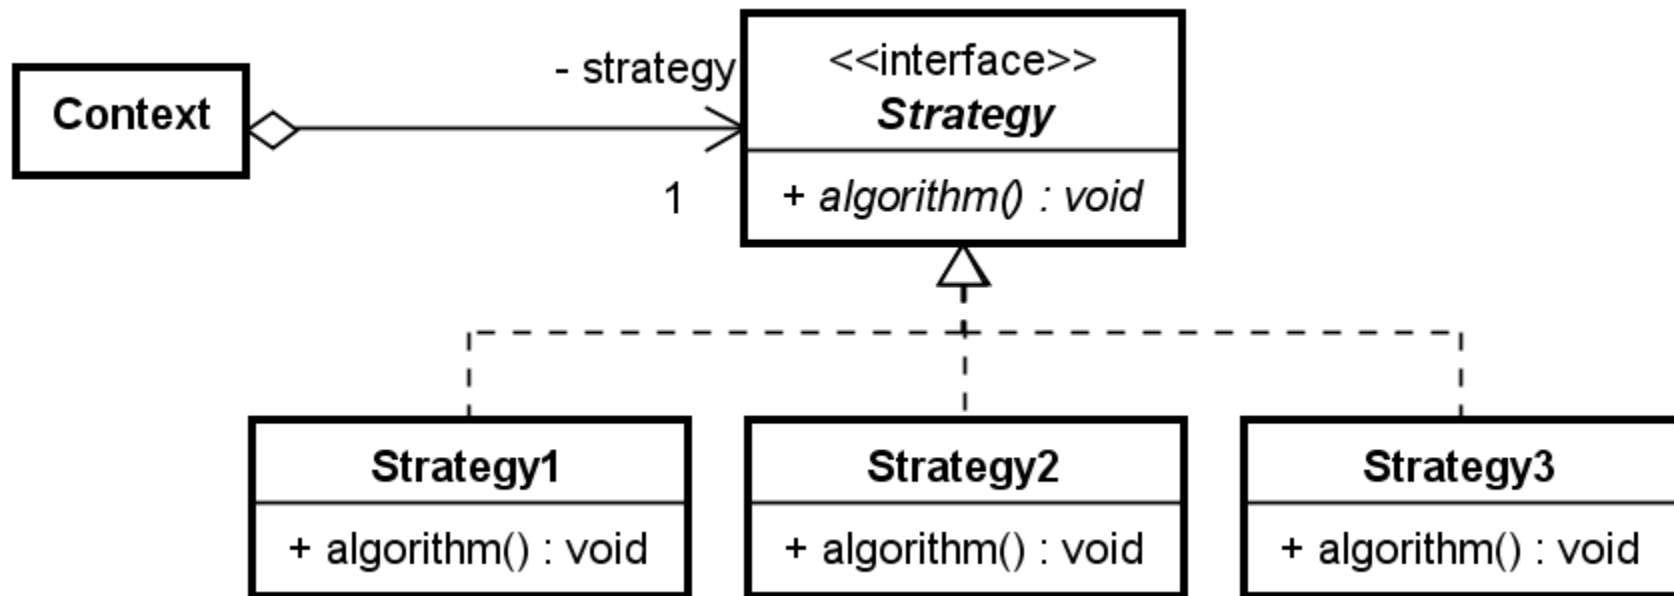 Context
- strategy
1
<<interface>>
Strategy
+ algorithm() : void
Strategy1
+ algorithm() : void
Strategy2
+ algorithm() : void
Strategy3
+ algorithm() : void